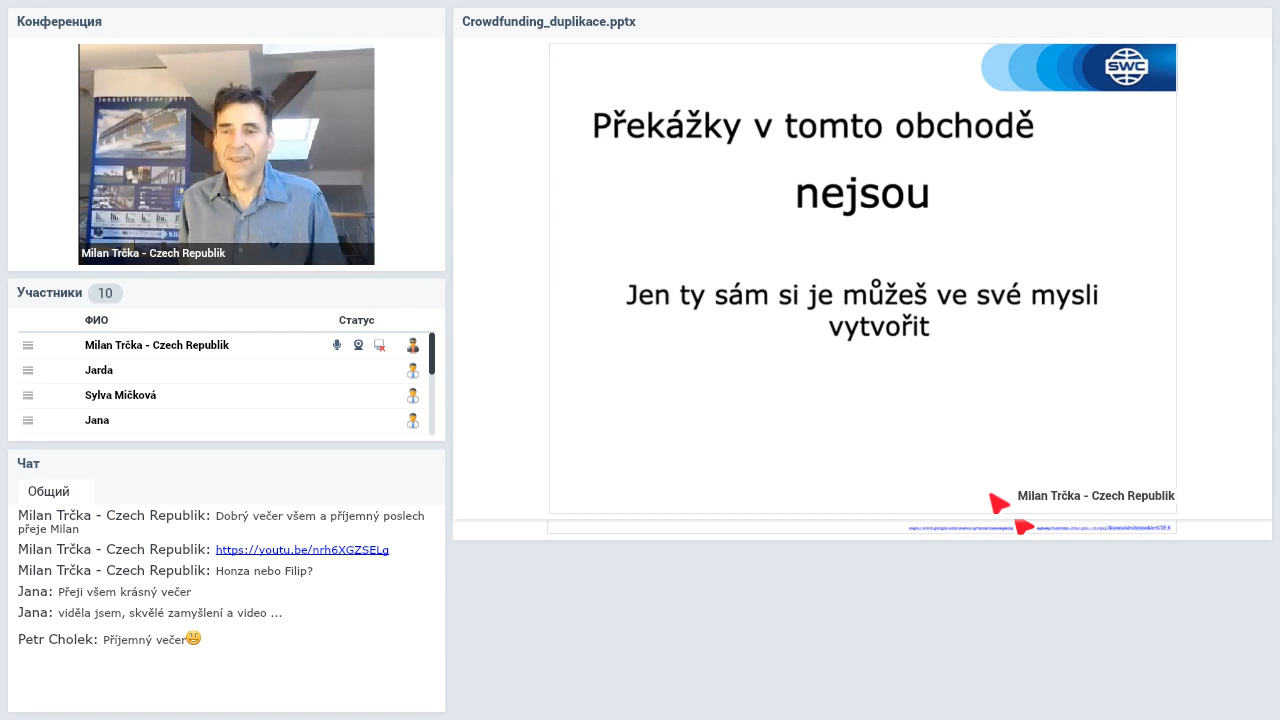 Конференция
Innovative transport
Milan Trčka - Czech Republik
Участники 10
ФИО Статус
Milan Trčka - Czech Republik
Jarda
Sylva Mičková
Jana
Чат
Общий
Milan Trčka - Czech Republik: Dobrý večer všem a příjemný poslech
přeje Milan
Milan Trčka - Czech Republik: https://youtu.be/nrh6XGZSELg
Milan Trčka - Czech Republik: Honza nebo Filip?
Jana: Přeji všem krásný večer
Jana: viděla jsem, skvělé zamyšlení a video ...
Petr Cholek: Příjemný večer
Crowdfunding_duplikace.pptx
SWC
Překážky v tomto obchodě
nejsou
Jen ty sám si je můžeš ve své mysli
vytvořit
Milan Trčka - Czech Republik